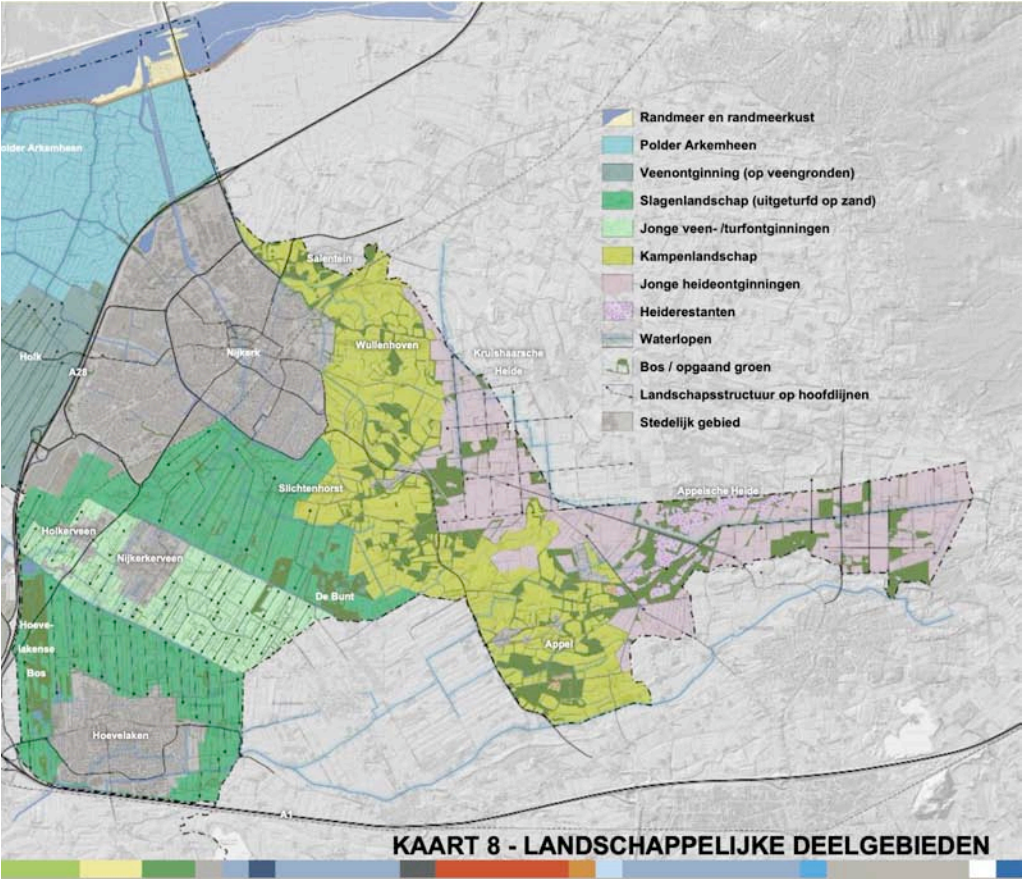 Randmeer en randmeerkust
Polder Arkemheen
older Arkemheen
Veenontginning (op veengronden)
Slagenlandschap (uitgeturfd op zand)
Jonge veen- /turfontginningen
Kampenlandschap
Jonge heideontginningen
Heiderestanten
Waterlopen
Bos / opgaand groen
Landschapsstructuur op hoofdlijnen
Stedelijk gebied
Salentein
Wullenhoven
Kruishaarsche
Heide
Nijkerk
Holk
A28
Slichtenhorst
Appelsche Heide
Holkerveen
Nijkerkerveen
De Bunt
Hoeve-
lakense
Bos
Appel
Hoevelaken
A1
KAART 8 - LANDSCHAPPELIJKE DEELGEBIEDEN